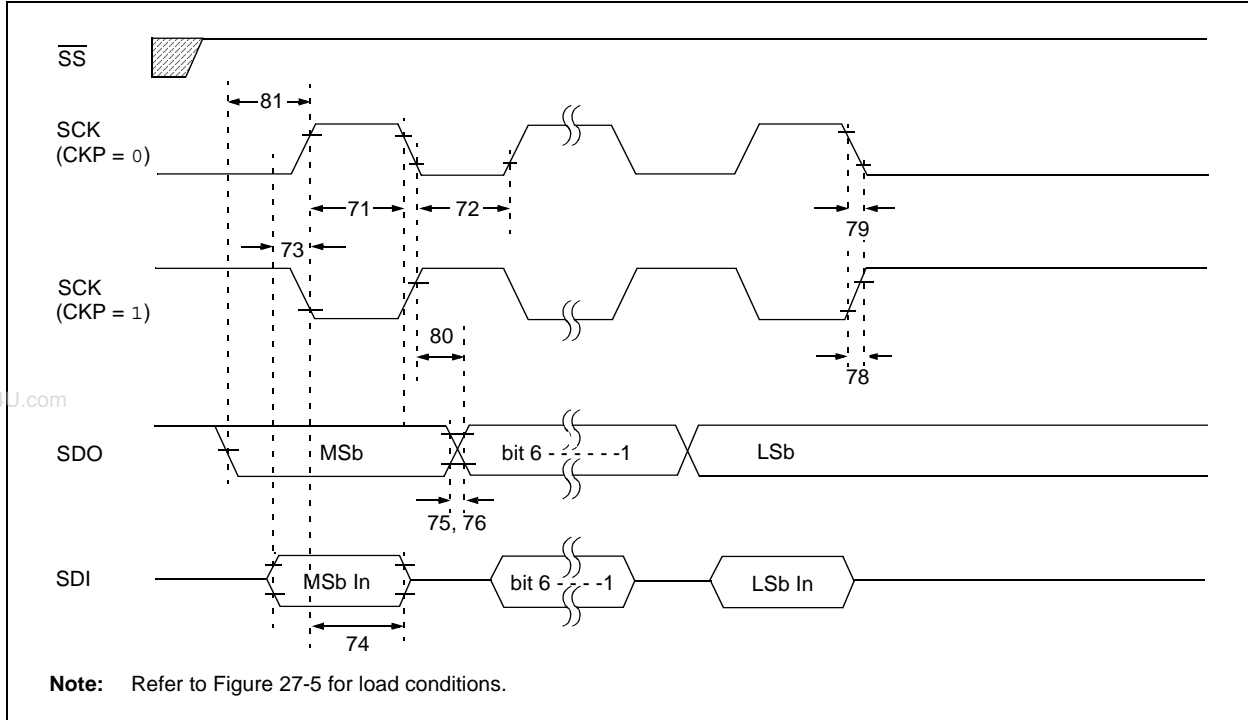 SS
81
SCK
(CKP = 0)
71
72
79
73
SCK
(CKP = 1)
80
78
U.com
SDO
MSb
bit 6 - - - - - -1
LSb
75, 76
SDI
MSb In
bit 6 - - - - -1
LSb In
74
Note: Refer to Figure 27-5 for load conditions.